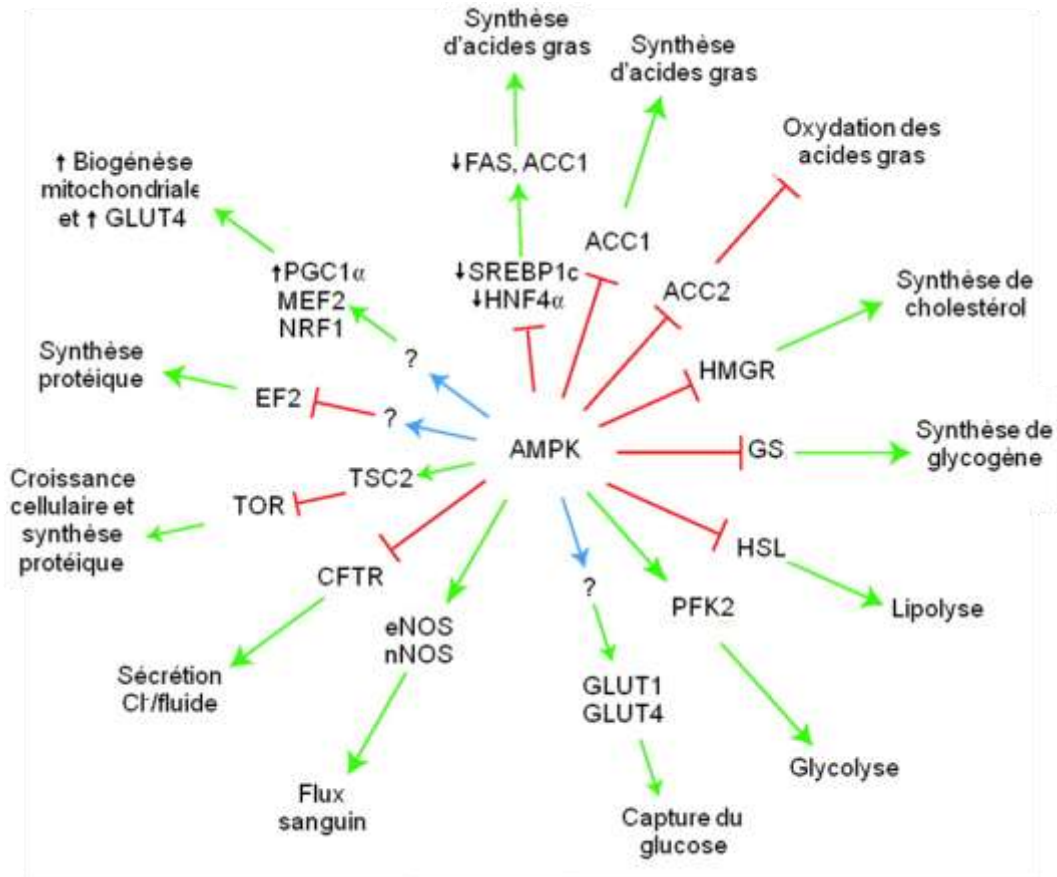 Synthèse
d'acides gras
Synthèse
d'acides gras
Oxydation des
acides gras
↓FAS, ACC1
↑ Biogénèse
mitochondriale
et ↑ GLUT4
ACC1
↑PGC1α
MEF2
NRF1
↓SREBP1c
↓HNF4α
ACC2
Synthèse de
cholestérol
Synthèse
protéique
?
HMGR
EF2
?
AMPK
GS
Synthèse de
glycogène
Croissance
cellulaire et
synthèse
protéique
TOR
TSC2
HSL
CFTR
?
PFK2
Lipolyse
eNOS
nNOS
Sécrétion
Cl-/fluide
GLUT1
GLUT4
Glycolyse
Flux
sanguin
Capture du
glucose